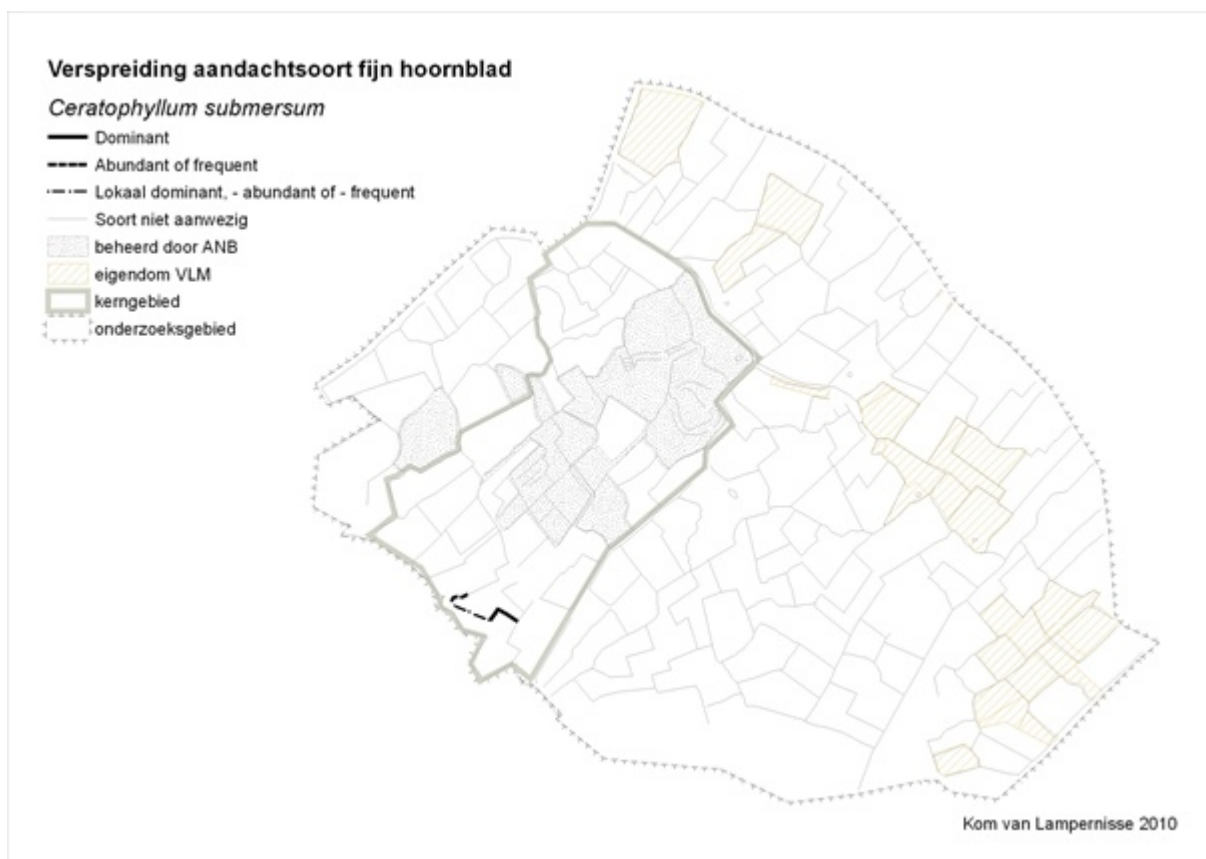 Verspreiding aandachtsoort fijn hoornblad
Ceratophyllum submersum
Dominant
Abundant of frequent
Lokaal dominant, - abundant of - frequent
Soort niet aanwezig
beheerd door ANB
eigendom VLM
kerngebied
onderzoeksgebied
Kom van Lampernisse 2010